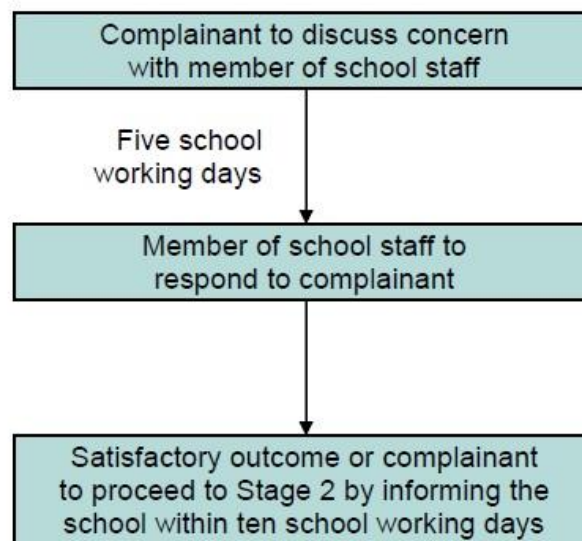 Complainant to discuss concern
with member of school staff
Five school
working days
Member of school staff to
respond to complainant
Satisfactory outcome or complainant
to proceed to Stage 2 by informing the
school within ten school working days